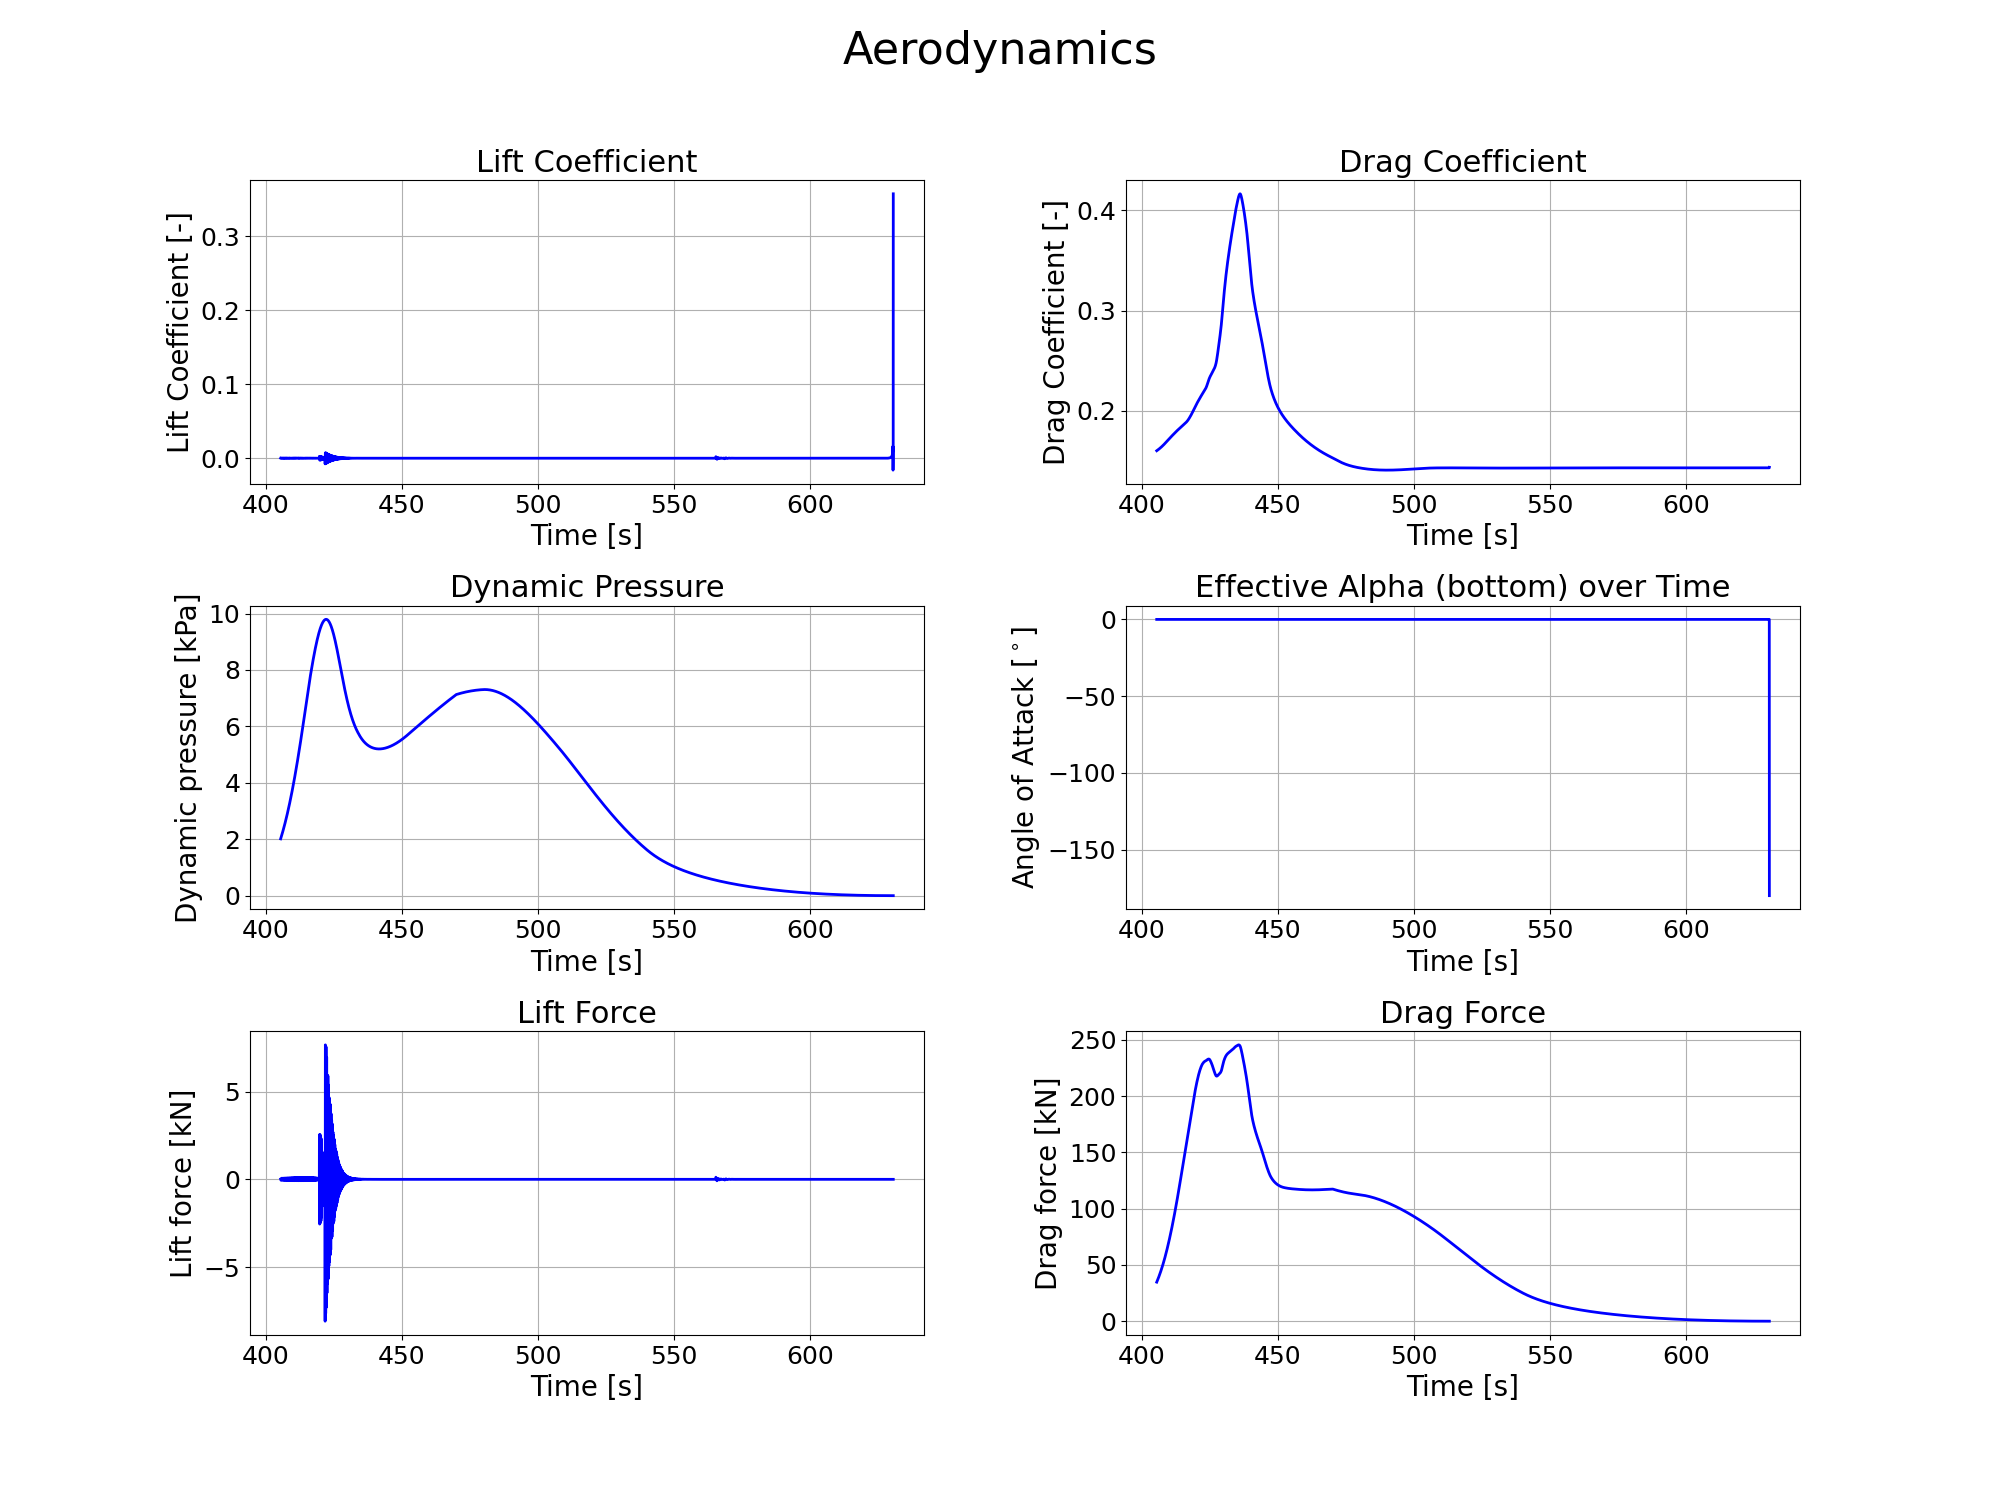 Aerodynamics
Lift Coefficient
Lift Coefficient [-]
0.3
0.2
0.1
0.0
400 450 500 550 600
Time [s]
Drag Coefficient
Drag Coefficient [-]
0.4
0.3
0.2
400 450 500 550 600
Time [s]
Dynamic Pressure
Dynamic pressure [kPa]
10
8
6
4
2
0
400 450 500 550 600
Time [s]
Effective Alpha (bottom) over Time
Angle of Attack [°]
0
−50
−100
−150
400 450 500 550 600
Time [s]
Lift Force
Lift force [kN]
5
0
−5
400 450 500 550 600
Time [s]
Drag Force
Drag force [kN]
250
200
150
100
50
0
400 450 500 550 600
Time [s]